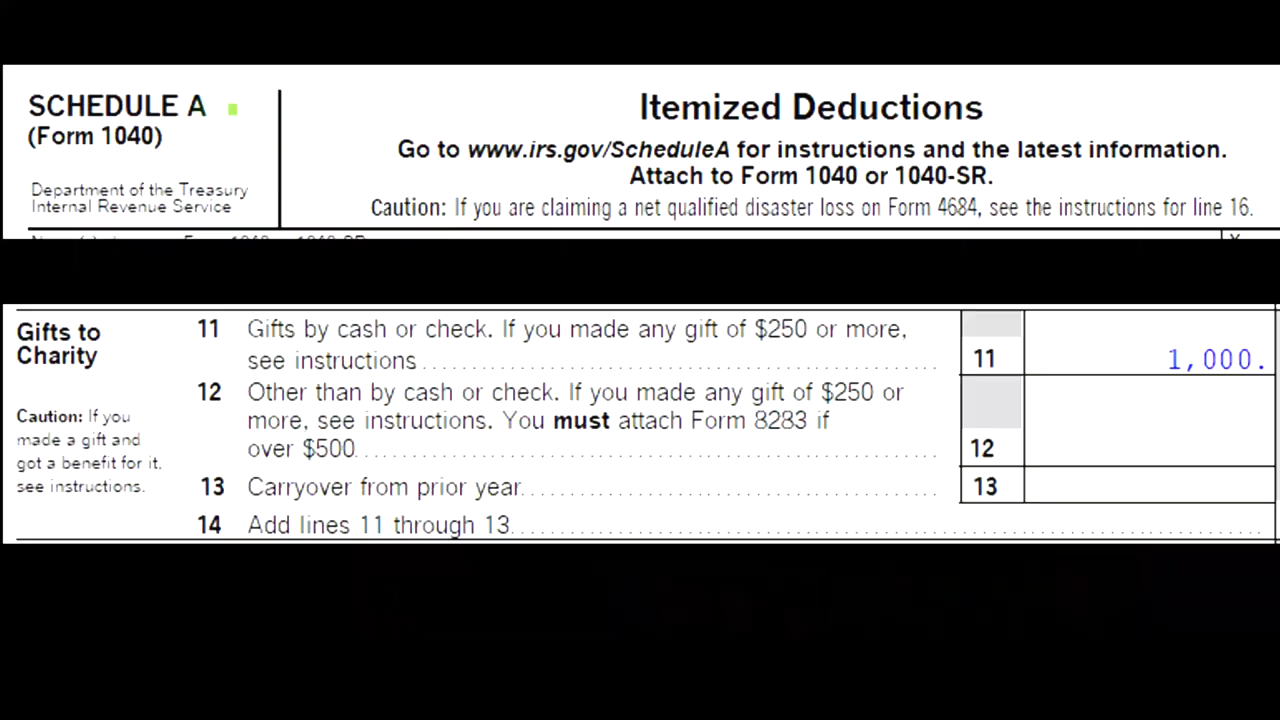 SCHEDULE A
(Form 1040)
Department of the Treasury
Internal Revenue Service
Itemized Deductions
Go to www.irs.gov/ScheduleA for instructions and the latest information.
Attach to Form 1040 or 1040-SR.
Caution: If you are claiming a net qualified disaster loss on Form 4684, see the instructions for line 16.
Gifts to
Charity
Caution: If you
made a gift and
got a benefit for it,
see instructions.
11 Gifts by cash or check. If you made any gift of $250 or more,
see instructions 11 1,000.
12 Other than by cash or check. If you made any gift of $250 or
more, see instructions. You must attach Form 8283 if
over $500 12
13 Carryover from prior year 13
14 Add lines 11 through 13